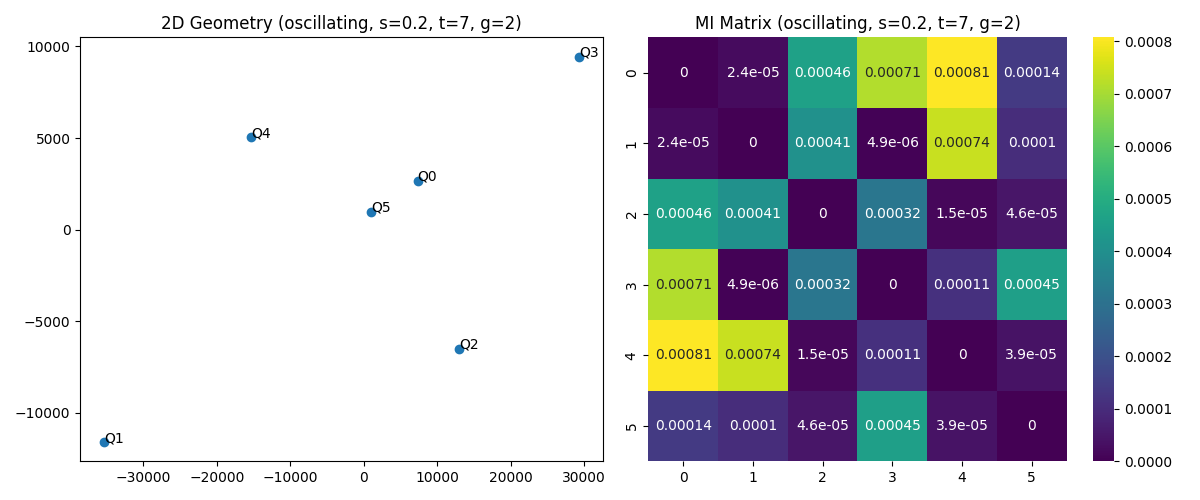 2D Geometry (oscillating, s=0.2, t=7, g=2)
10000
5000
0
−5000
−10000
−30000 −20000 −10000 0 10000 20000 30000
Q3
Q4
Q0
Q5
Q2
Q1
MI Matrix (oscillating, s=0.2, t=7, g=2)
0 0 2.4e-05 0.00046 0.00071 0.00081 0.00014
1 2.4e-05 0 0.00041 4.9e-06 0.00074 0.0001
2 0.00046 0.00041 0 0.00032 1.5e-05 4.6e-05
3 0.00071 4.9e-06 0.00032 0 0.00011 0.00045
4 0.00081 0.00074 1.5e-05 0.00011 0 3.9e-05
5 0.00014 0.0001 4.6e-05 0.00045 3.9e-05 0
0 1 2 3 4 5
0.0008
0.0007
0.0006
0.0005
0.0004
0.0003
0.0002
0.0001
0.0000